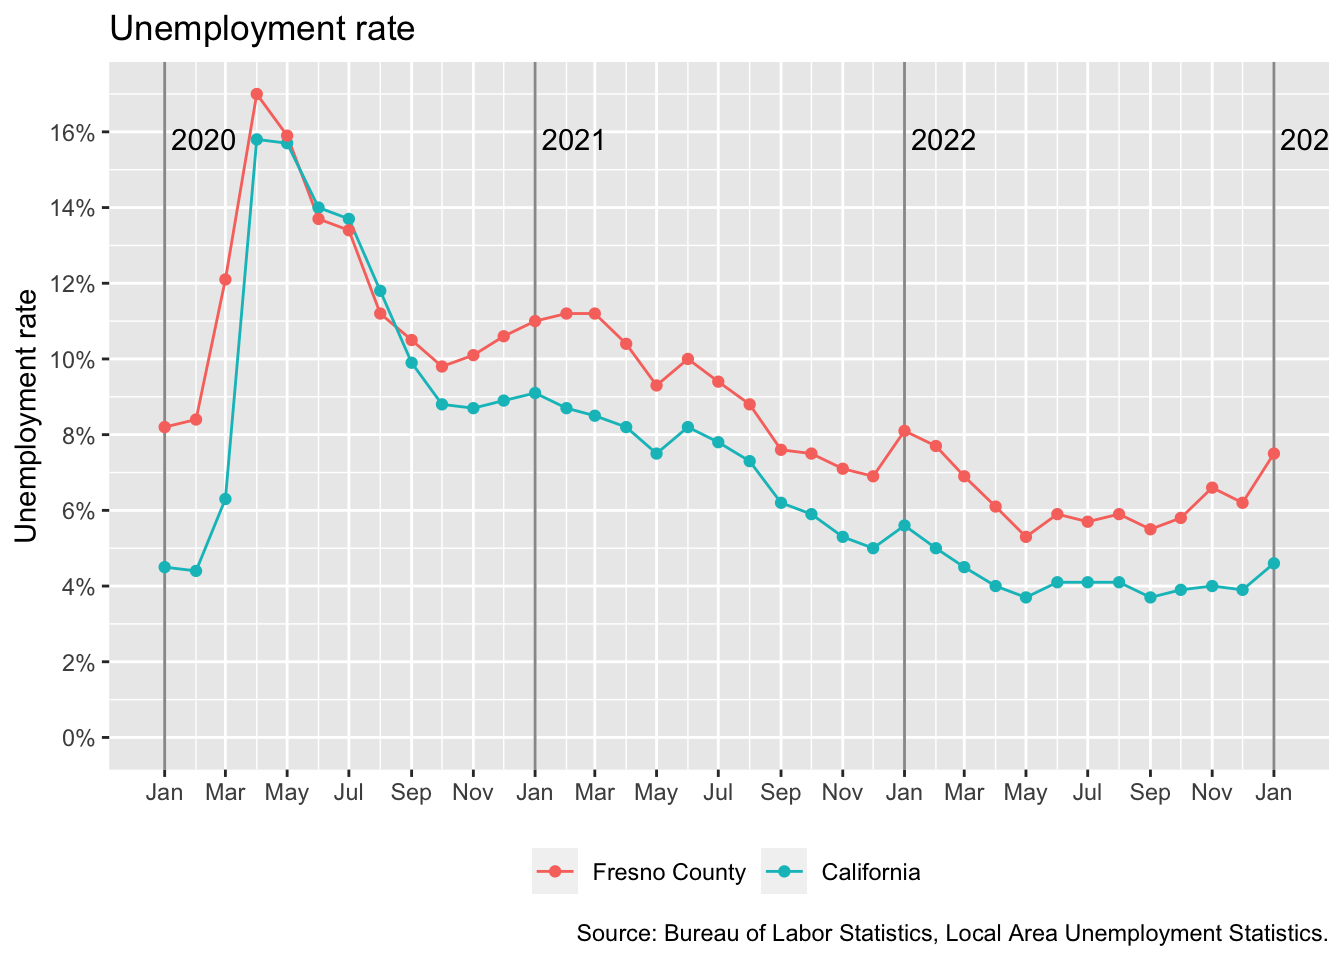 Unemployment rate
Unemployment rate
16%
14%
12%
10%
8%
6%
4%
2%
0%
2020
2021
2022
202
Jan Mar May Jul Sep Nov Jan Mar May Jul Sep Nov Jan Mar May Jul Sep Nov Jan
Fresno County California
Source: Bureau of Labor Statistics, Local Area Unemployment Statistics.